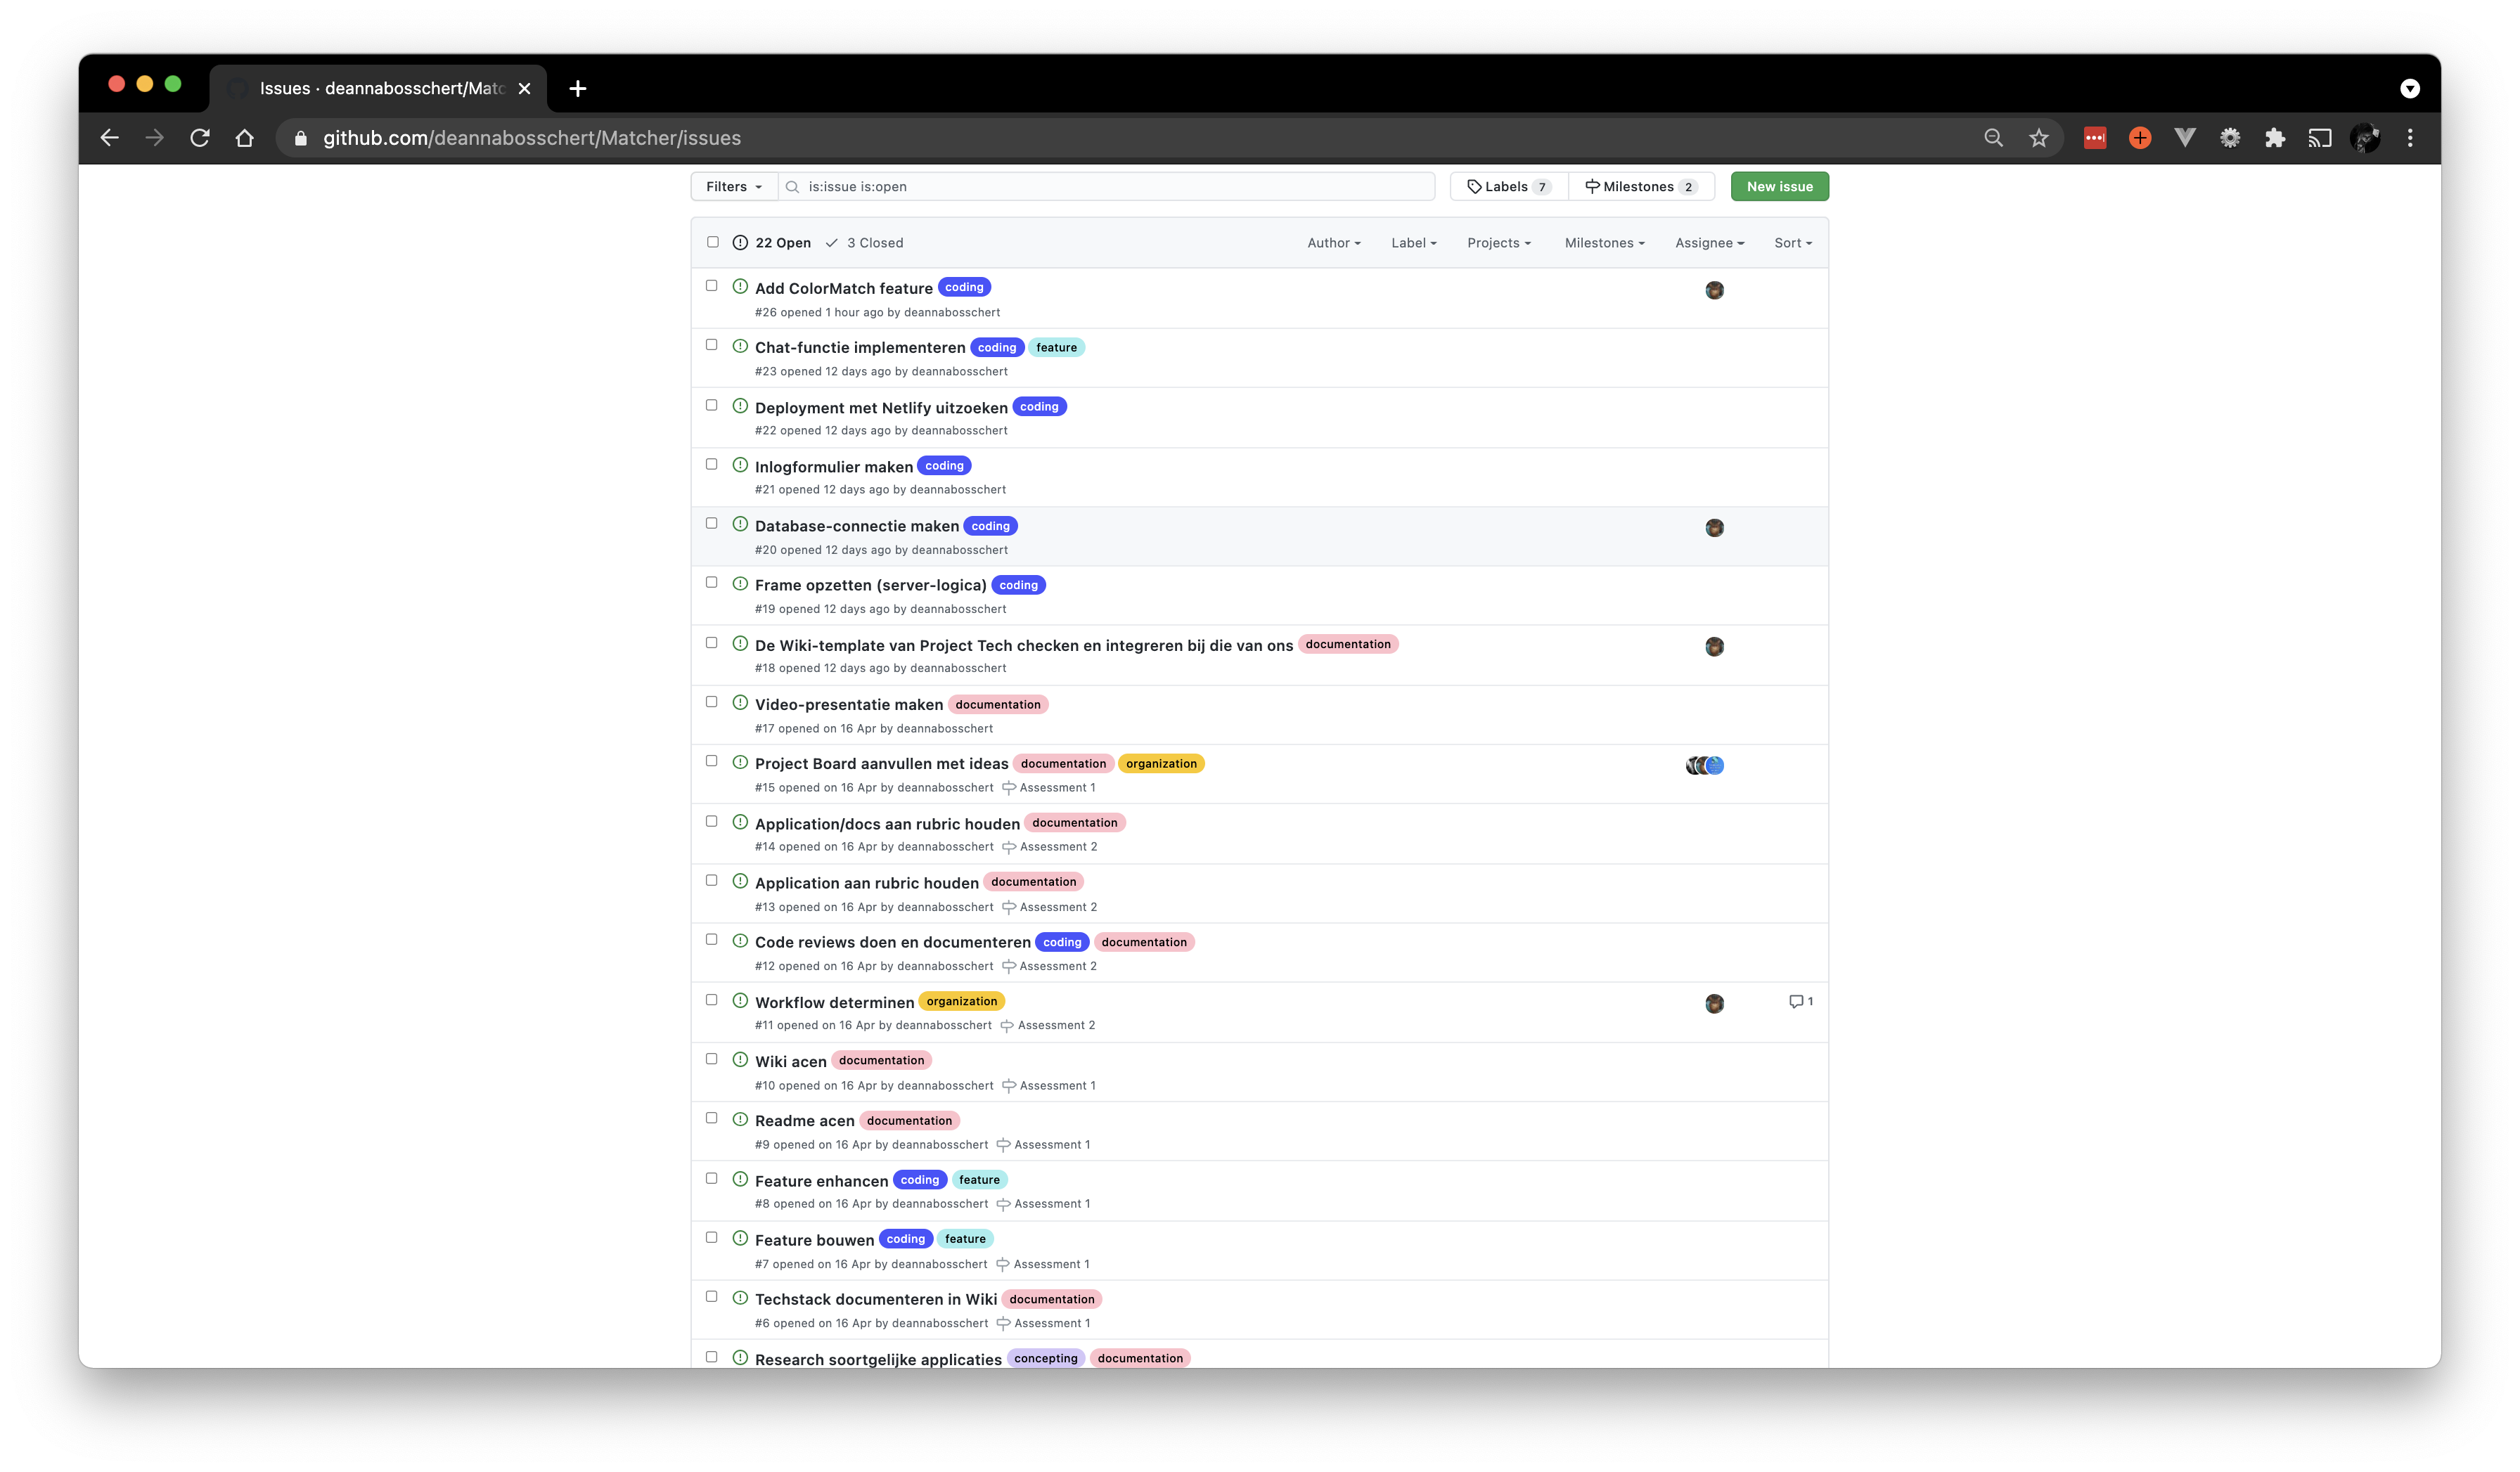 Issues · deannabosschert/Matc
github.com/deannabosschert/Matcher/issues
Filters is:issue is:open Labels 7 Milestones 2 New issue
22 Open 3 Closed Author Label Projects Milestones Assignee Sort
Add ColorMatch feature coding
#26 opened 1 hour ago by deannabosschert
Chat-functie implementeren coding feature
#23 opened 12 days ago by deannabosschert
Deployment met Netlify uitzoeken coding
#22 opened 12 days ago by deannabosschert
Inlogformulier maken coding
#21 opened 12 days ago by deannabosschert
Database-connectie maken coding
#20 opened 12 days ago by deannabosschert
Frame opzetten (server-logica) coding
#19 opened 12 days ago by deannabosschert
De Wiki-template van Project Tech checken en integreren bij die van ons documentation
#18 opened 12 days ago by deannabosschert
Video-presentatie maken documentation
#17 opened on 16 Apr by deannabosschert
Project Board aanvullen met ideas documentation organization
#15 opened on 16 Apr by deannabosschert Assessment 1
Application/docs aan rubric houden documentation
#14 opened on 16 Apr by deannabosschert Assessment 2
Application aan rubric houden documentation
#13 opened on 16 Apr by deannabosschert Assessment 2
Code reviews doen en documenteren coding documentation
#12 opened on 16 Apr by deannabosschert Assessment 2
Workflow determinen organization 1
#11 opened on 16 Apr by deannabosschert Assessment 2
Wiki acen documentation
#10 opened on 16 Apr by deannabosschert Assessment 1
Readme acen documentation
#9 opened on 16 Apr by deannabosschert Assessment 1
Feature enhancen coding feature
#8 opened on 16 Apr by deannabosschert Assessment 1
Feature bouwen coding feature
#7 opened on 16 Apr by deannabosschert Assessment 1
Techstack documenteren in Wiki documentation
#6 opened on 16 Apr by deannabosschert Assessment 1
Research soortgelijke applicaties concepting documentation